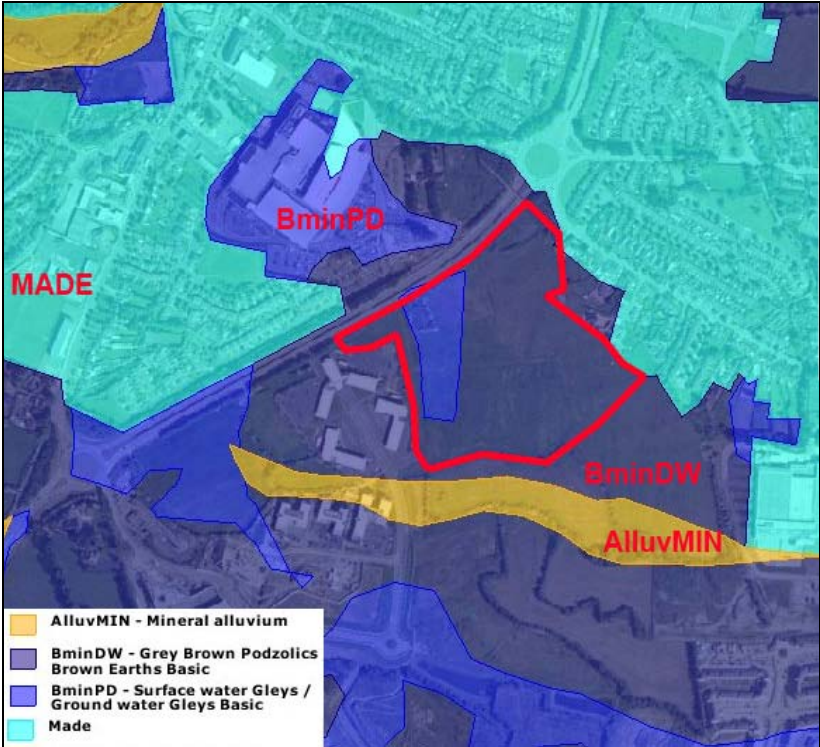 BminPD
MADE
BminDW
AlluvMIN
AlluvMIN - Mineral alluvium
BminDW - Grey Brown Podzolics
Brown Earths Basic
BminPD - Surface water Gleys /
Ground water Gleys Basic
Made